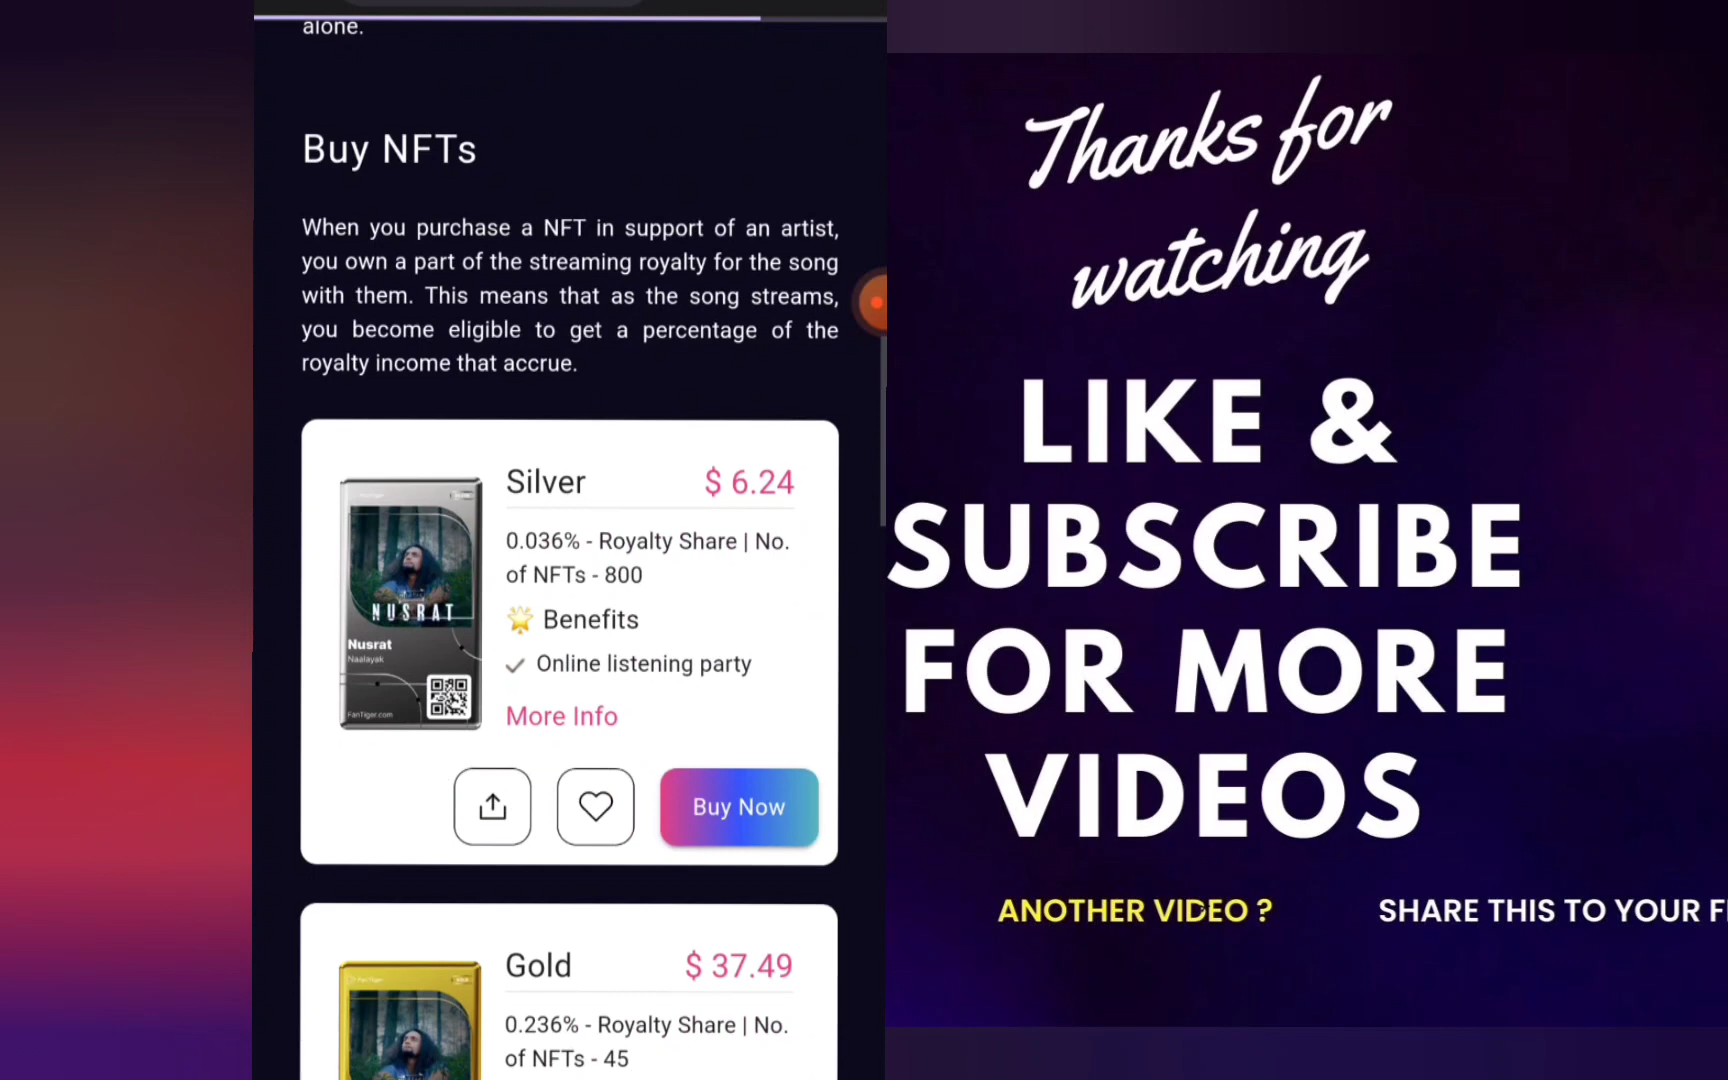 alone.
Buy NFTs
When you purchase a NFT in support of an artist,
you own a part of the streaming royalty for the song
with them. This means that as the song streams,
you become eligible to get a percentage of the
royalty income that accrue.
Silver
$ 6.24
0.036% - Royalty Share | No.
of NFTs - 800
Benefits
Online listening party
More Info
NUSRAT
Nusrat
Naalayak
FanTiger.com
Buy Now
Gold
$ 37.49
0.236% - Royalty Share | No.
of NFTs - 45
Thanks for
watching
LIKE &
SUBSCRIBE
FOR MORE
VIDEOS
ANOTHER VIDEO ?
SHARE THIS TO YOUR